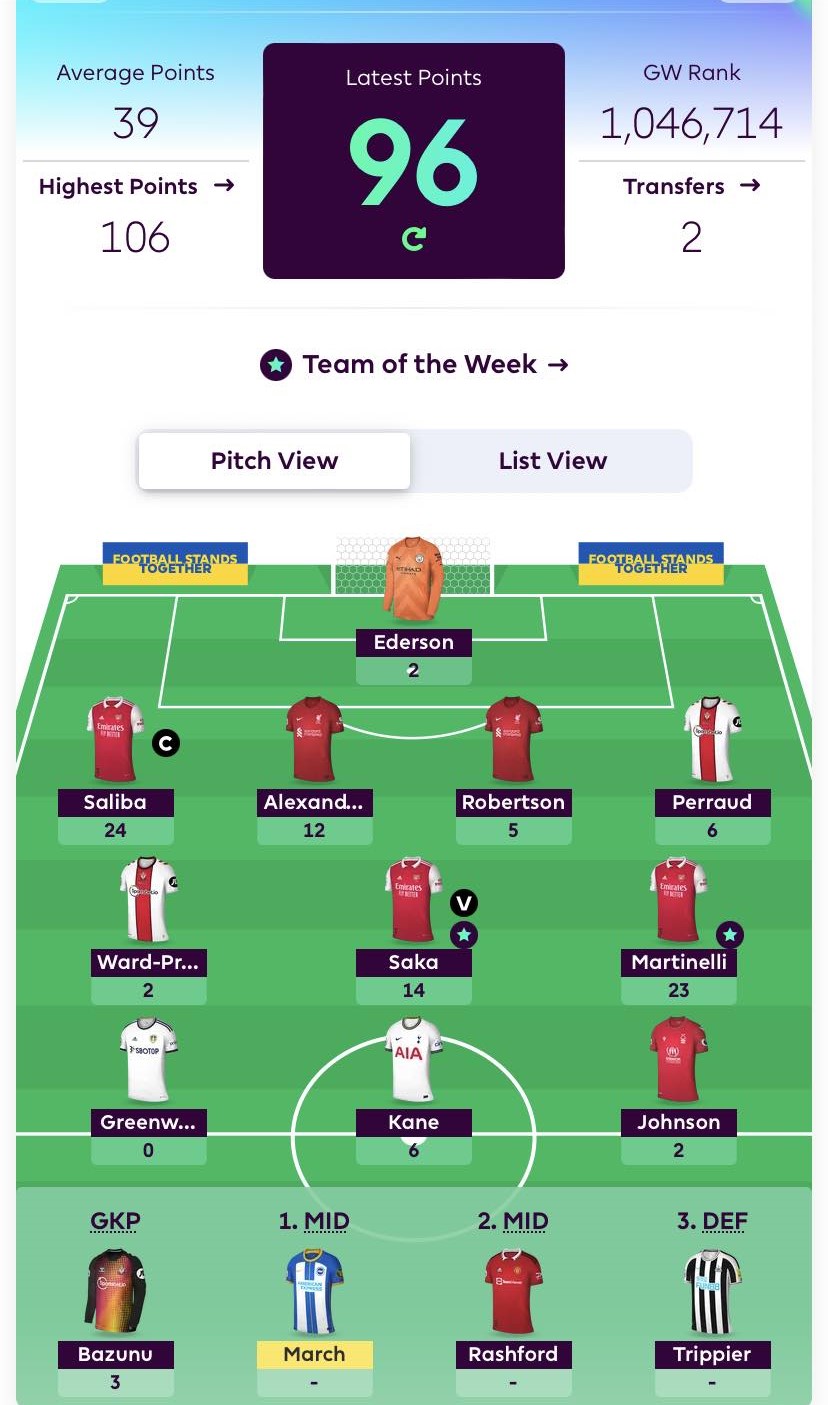 Average Points
Latest Points
GW Rank
39
96
1,046,714
Highest Points →
Transfers →
106
2
Team of the Week →
Pitch View
List View
FOOTBALL STANDS
TOGETHER
FOOTBALL STANDS
TOGETHER
Ederson
2
C
Saliba
Alexand...
Robertson
Perraud
24
12
5
6
V
Ward-Pr...
Saka
Martinelli
2
14
23
SBOTOP
AIA
Greenw...
Kane
Johnson
0
6
2
GKP
1. MID
2. MID
3. DEF
Bazunu
March
Rashford
Trippier
3
-
-
-